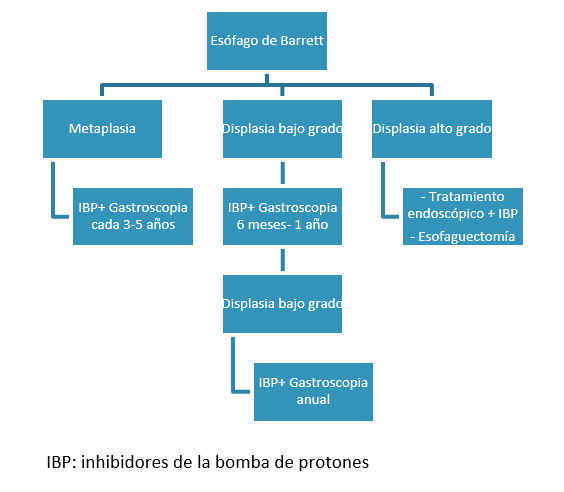 Esófago de Barrett
Metaplasia
Displasia bajo grado
Displasia alto grado
IBP+ Gastroscopia
cada 3-5 años
IBP+ Gastroscopia
6 meses- 1 año
- Tratamiento
endoscópico + IBP
- Esofaguectomía
Displasia bajo grado
IBP+ Gastroscopia
anual
IBP: inhibidores de la bomba de protones